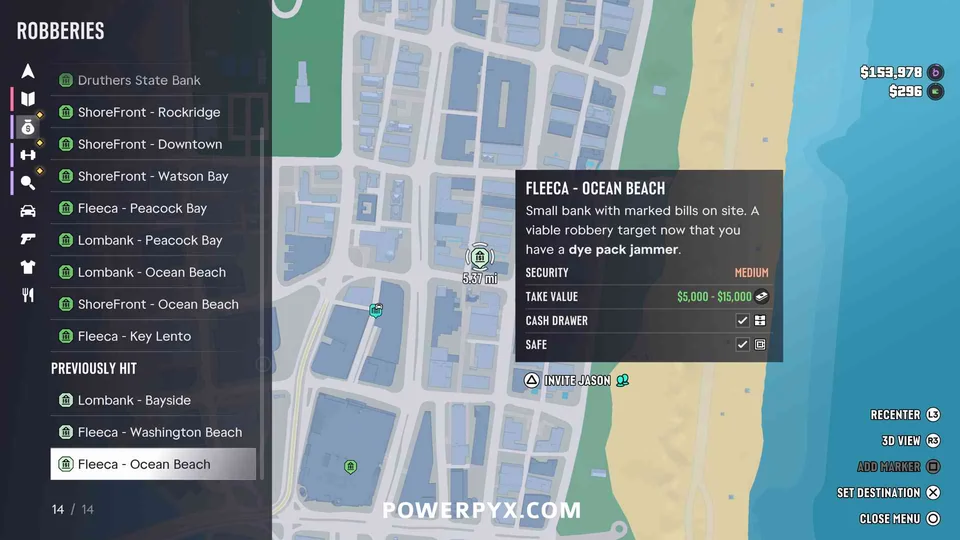 ROBBERIES
Druthers State Bank
ShoreFront - Rockridge
ShoreFront - Downtown
ShoreFront - Watson Bay
Fleeca - Peacock Bay
Lombank - Peacock Bay
Lombank - Ocean Beach
ShoreFront - Ocean Beach
Fleeca - Key Lento
PREVIOUSLY HIT
Lombank - Bayside
Fleeca - Washington Beach
Fleeca - Ocean Beach
14 / 14
5.37 mi
FLEECA - OCEAN BEACH
Small bank with marked bills on site. A
viable robbery target now that you
have a dye pack jammer.
SECURITY MEDIUM
TAKE VALUE $5,000 - $15,000
CASH DRAWER
SAFE
INVITE JASON
$153,978
$296
RECENTER L3
3D VIEW R3
ADD MARKER
SET DESTINATION
CLOSE MENU
POWERPYX.COM